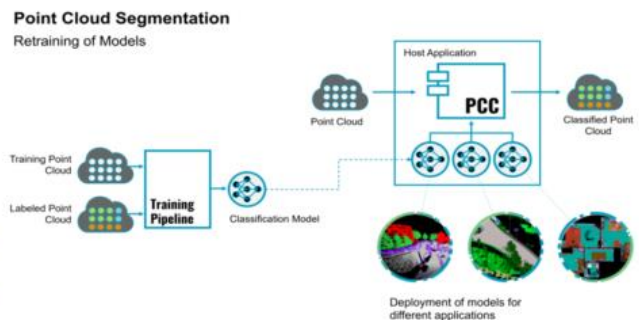 Point Cloud Segmentation
Retraining of Models
Host Application
PCC
Point Cloud
Classified Point
Cloud
Training Point
Cloud
Labeled Point
Cloud
Training
Pipeline
Classification Model
Deployment of models for
different applications